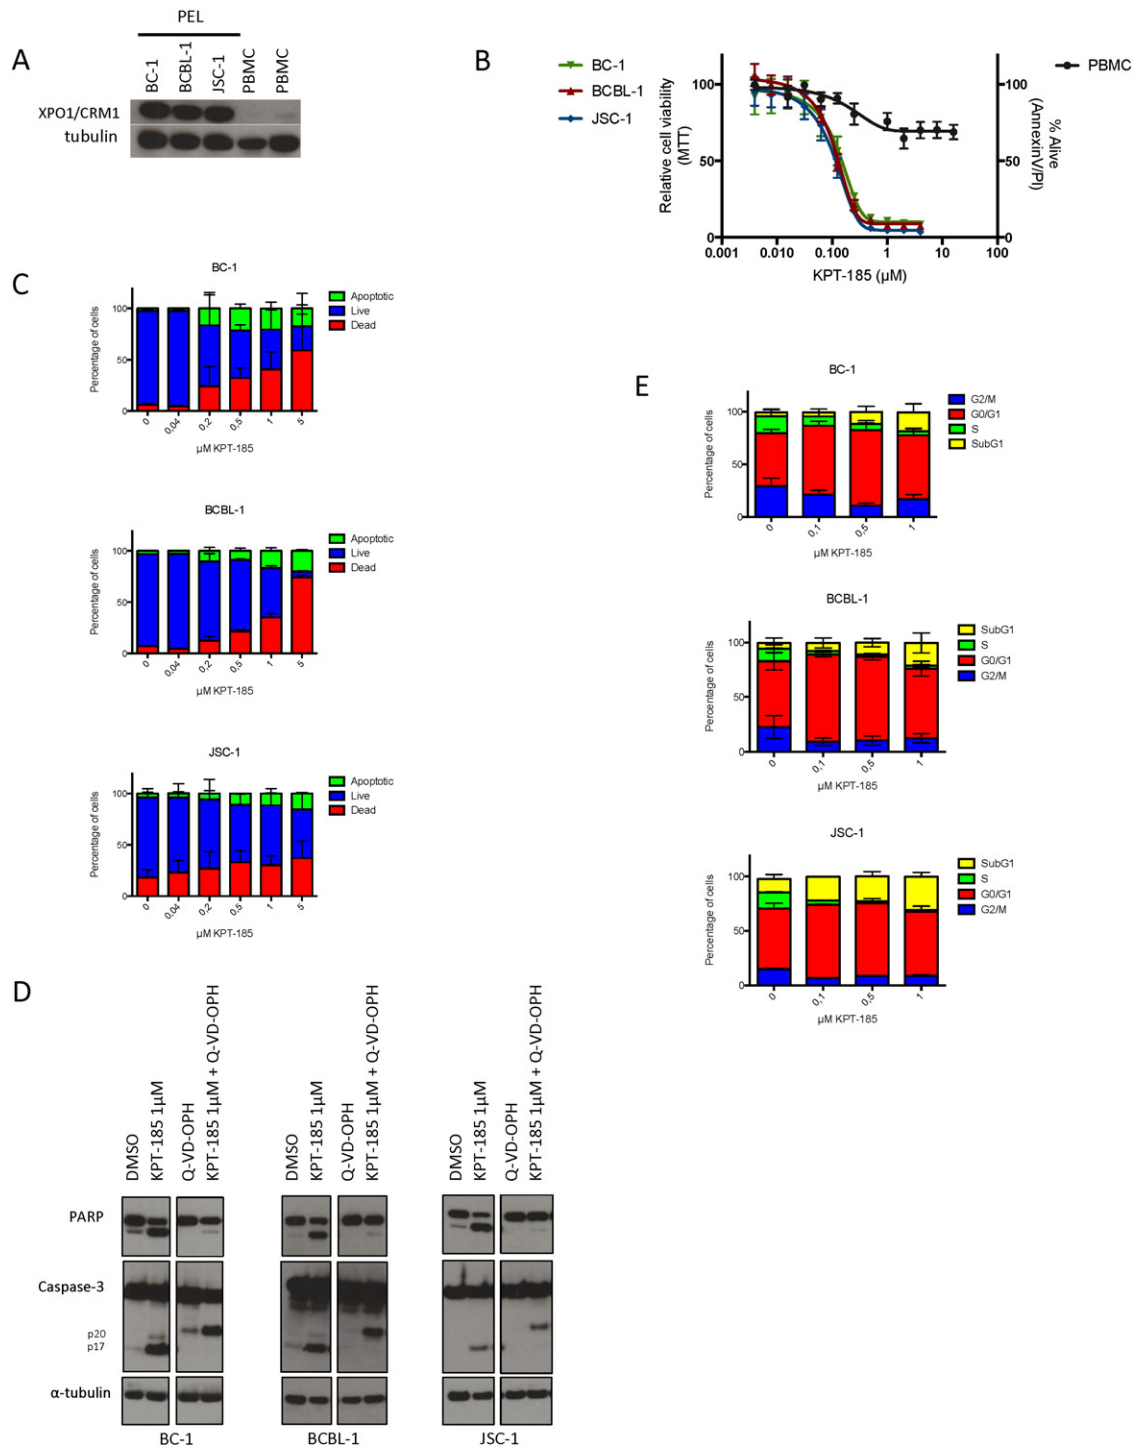 A
PEL
BC-1
BCBL-1
JSC-1
PBMC
PBMC
XPO1/CRM1
tubulin
B
BC-1
BCBL-1
JSC-1
PBMC
Relative cell viability
(MTT)
100
50
0
% Alive
(AnnexinV/PI)
100
50
0
0.001
0.010
0.100
1
10
100
KPT-185 (µM)
C
BC-1
Percentage of cells
100
50
0
Apoptotic
Live
Dead
0
0,04
0,2
0,5
1
5
µM KPT-185
BCBL-1
Percentage of cells
100
50
0
Apoptotic
Live
Dead
0
0,04
0,2
0,5
1
5
µM KPT-185
JSC-1
Percentage of cells
100
50
0
Apoptotic
Live
Dead
0
0,04
0,2
0,5
1
5
µM KPT-185
D
DMSO
KPT-185 1µM
Q-VD-OPH
KPT-185 1µM + Q-VD-OPH
DMSO
KPT-185 1µM
Q-VD-OPH
KPT-185 1µM + Q-VD-OPH
DMSO
KPT-185 1µM
Q-VD-OPH
KPT-185 1µM + Q-VD-OPH
PARP
Caspase-3
p20
p17
α-tubulin
BC-1
BCBL-1
JSC-1
E
BC-1
Percentage of cells
100
50
0
G2/M
G0/G1
S
SubG1
0
0,1
0,5
1
µM KPT-185
BCBL-1
Percentage of cells
100
50
0
SubG1
S
G0/G1
G2/M
0
0,1
0,5
1
µM KPT-185
JSC-1
Percentage of cells
100
50
0
SubG1
S
G0/G1
G2/M
0
0,1
0,5
1
µM KPT-185